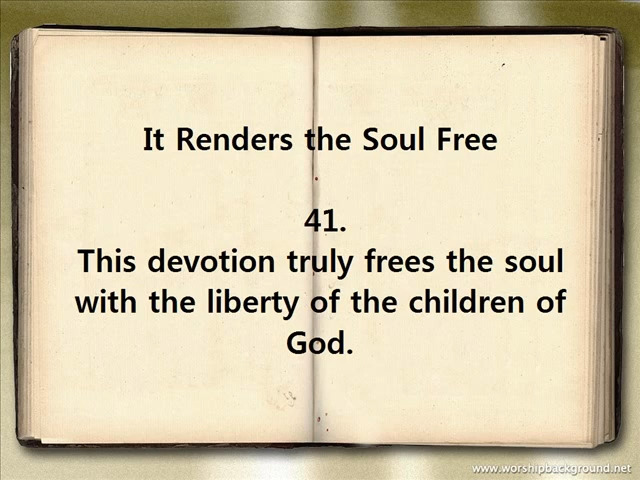 It Renders the Soul Free
41.
This devotion truly frees the soul
with the liberty of the children of
God.
www.worshipbackground.net